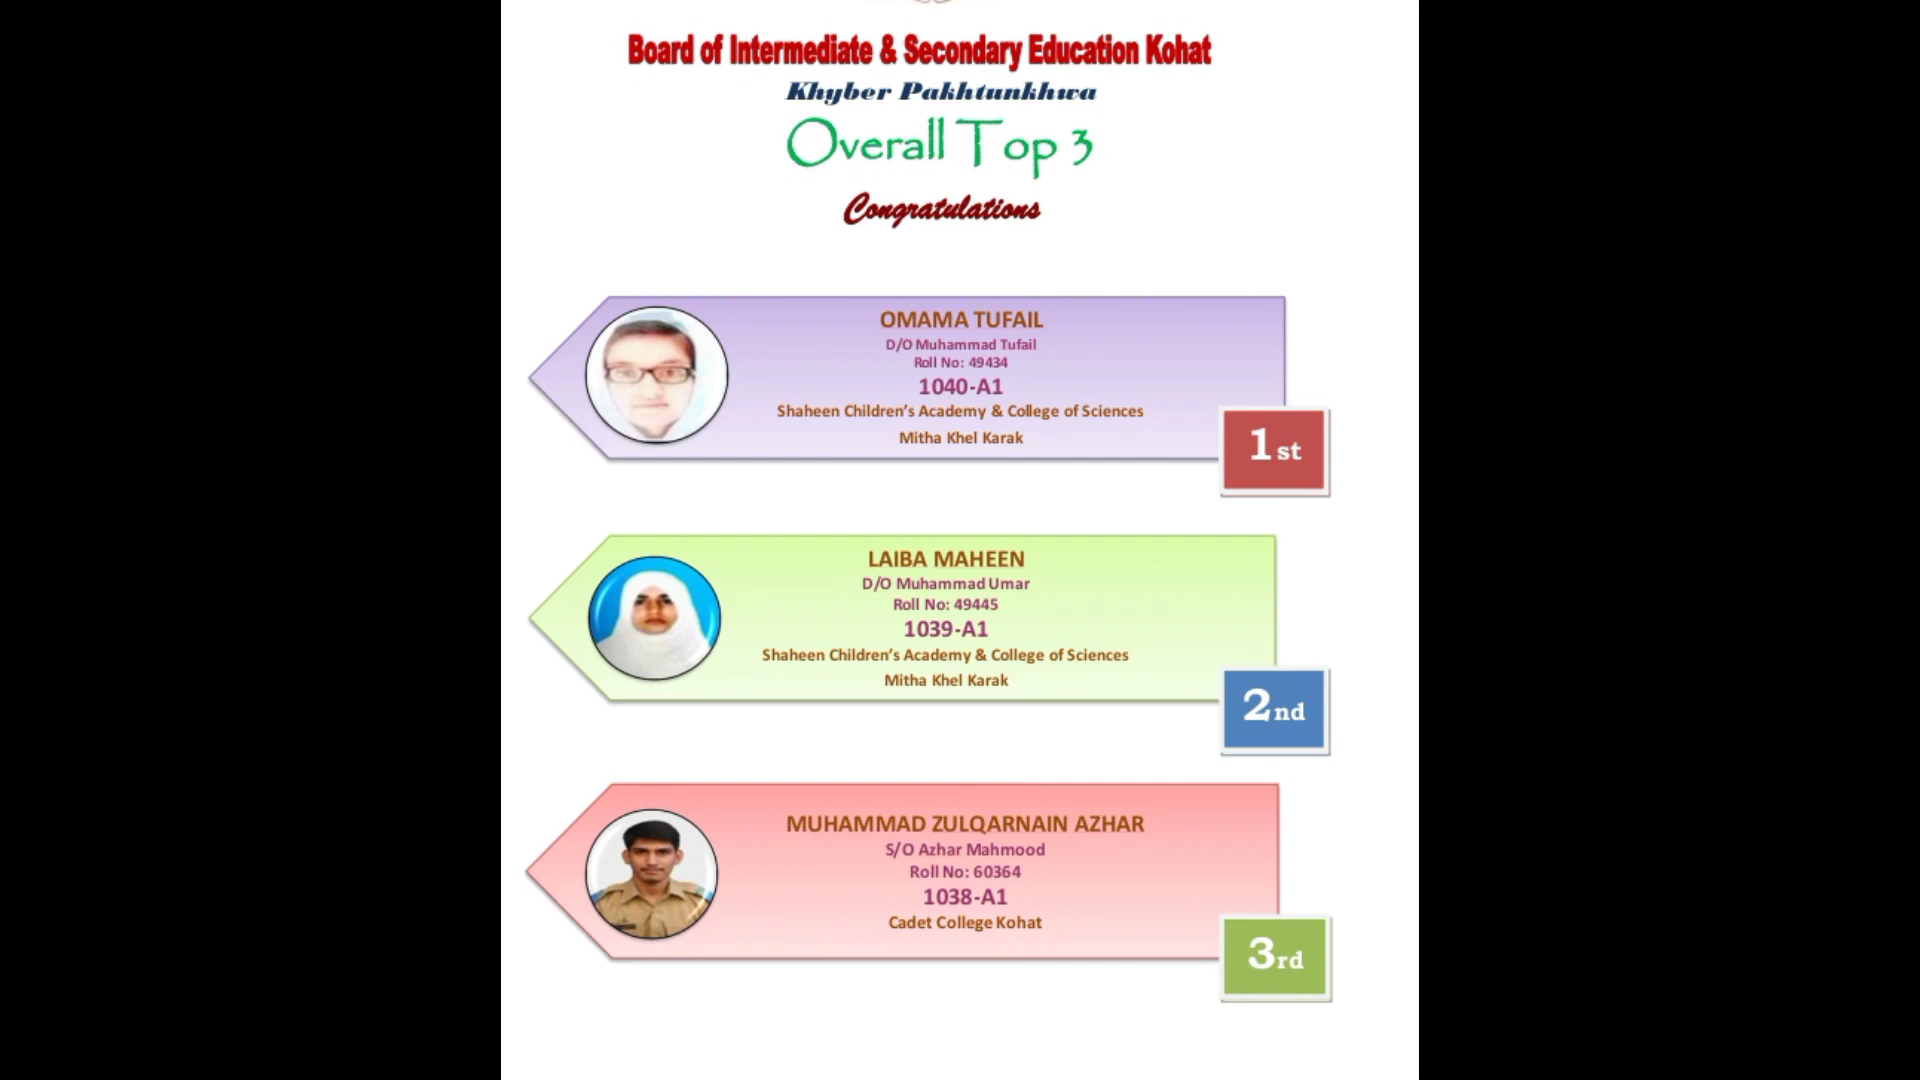 Board of Intermediate & Secondary Education Kohat
Khyber Pakhtunkhwa
Overall Top 3
Congratulations
OMAMA TUFAIL
D/O Muhammad Tufail
Roll No: 49434
1040-A1
Shaheen Children's Academy & College of Sciences
Mitha Khel Karak
1st
LAIBA MAHEEN
D/O Muhammad Umar
Roll No: 49445
1039-A1
Shaheen Children's Academy & College of Sciences
Mitha Khel Karak
2nd
MUHAMMAD ZULQARNAIN AZHAR
S/O Azhar Mahmood
Roll No: 60364
1038-A1
Cadet College Kohat
3rd